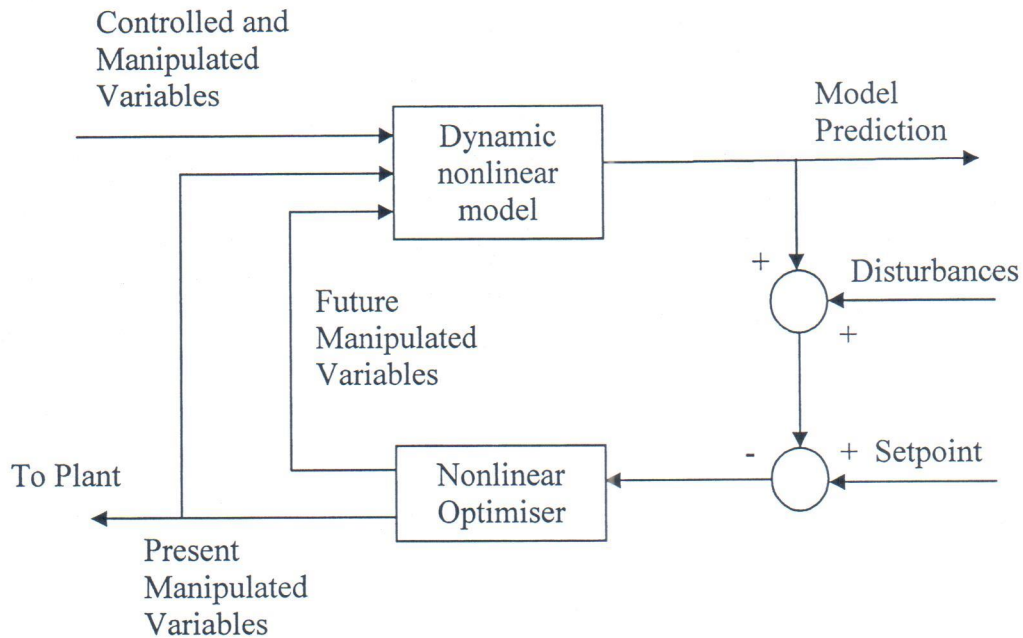 Controlled and
Manipulated
Variables
Dynamic
nonlinear
model
Model
Prediction
+
Disturbances
+
Future
Manipulated
Variables
To Plant
Nonlinear
Optimiser
-
+ Setpoint
Present
Manipulated
Variables